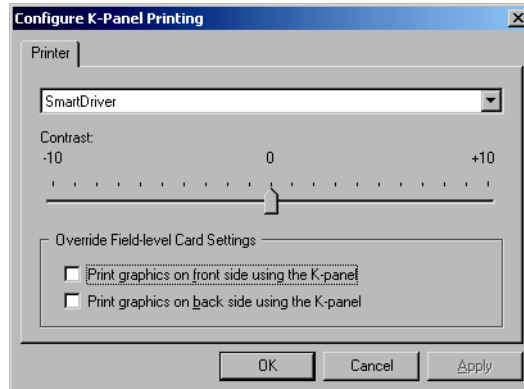 Configure K-Panel Printing
Printer
SmartDriver
Contrast:
-10 0 +10
Override Field-level Card Settings
Print graphics on front side using the K-panel
Print graphics on back side using the K-panel
OK Cancel Apply